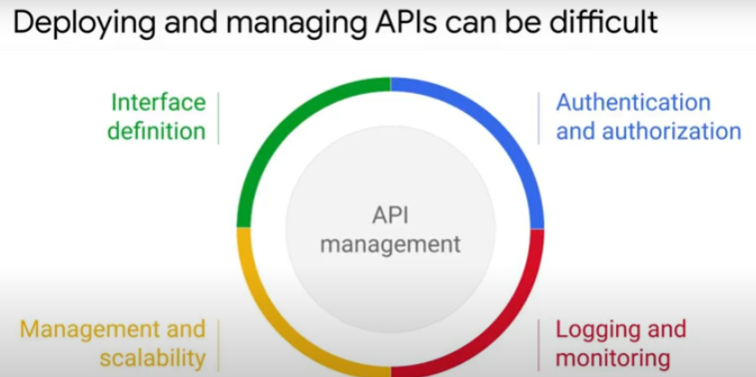 Deploying and managing APIs can be difficult
Interface
definition
Authentication
and authorization
API
management
Management and
scalability
Logging and
monitoring